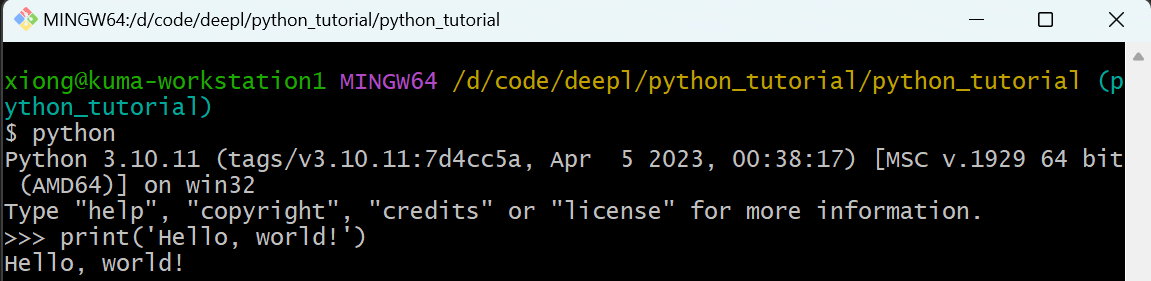 MINGW64:/d/code/deepl/python_tutorial/python_tutorial
xiong@kuma-workstation1 MINGW64 /d/code/deepl/python_tutorial/python_tutorial (p
ython_tutorial)
$ python
Python 3.10.11 (tags/v3.10.11:7d4cc5a, Apr  5 2023, 00:38:17) [MSC v.1929 64 bit
 (AMD64)] on win32
Type "help", "copyright", "credits" or "license" for more information.
>>> print('Hello, world!')
Hello, world!